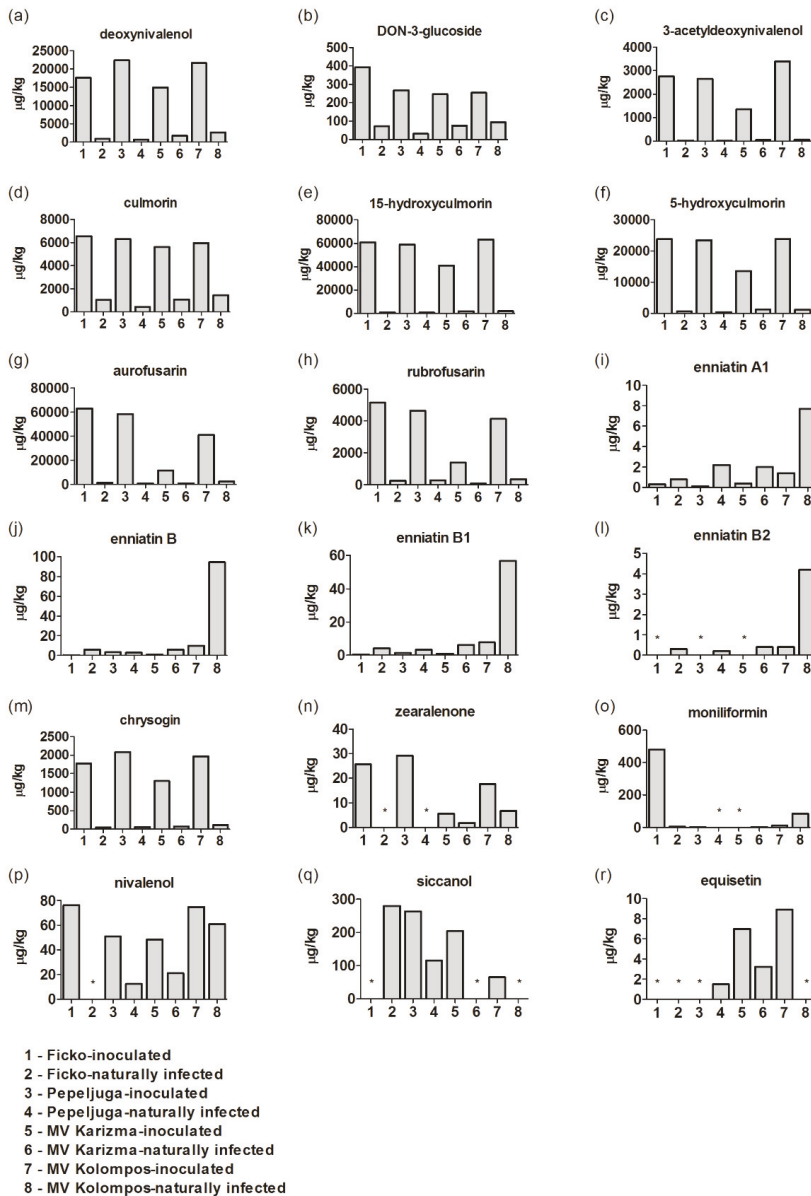 (a) deoxynivalenol
25000
20000
15000
10000
5000
0
µg/kg
1 2 3 4 5 6 7 8
(b) DON-3-glucoside
500
400
300
200
100
0
µg/kg
1 2 3 4 5 6 7 8
(c) 3-acetyldeoxynivalenol
4000
3000
2000
1000
0
µg/kg
1 2 3 4 5 6 7 8
(d) culmorin
8000
6000
4000
2000
0
µg/kg
1 2 3 4 5 6 7 8
(e) 15-hydroxyculmorin
80000
60000
40000
20000
0
µg/kg
1 2 3 4 5 6 7 8
(f) 5-hydroxyculmorin
30000
20000
10000
0
µg/kg
1 2 3 4 5 6 7 8
(g) aurofusarin
80000
60000
40000
20000
0
µg/kg
1 2 3 4 5 6 7 8
(h) rubrofusarin
6000
4000
2000
0
µg/kg
1 2 3 4 5 6 7 8
(i) enniatin A1
10
8
6
4
2
0
µg/kg
1 2 3 4 5 6 7 8
(j) enniatin B
100
80
60
40
20
0
µg/kg
1 2 3 4 5 6 7 8
(k) enniatin B1
60
40
20
0
µg/kg
1 2 3 4 5 6 7 8
(l) enniatin B2
5
4
3
2
1
0
µg/kg
* * *
1 2 3 4 5 6 7 8
(m) chrysogin
2500
2000
1500
1000
500
0
µg/kg
1 2 3 4 5 6 7 8
(n) zearalenone
40
30
20
10
0
µg/kg
* *
1 2 3 4 5 6 7 8
(o) moniliformin
600
400
200
0
µg/kg
* *
1 2 3 4 5 6 7 8
(p) nivalenol
80
60
40
20
0
µg/kg
*
1 2 3 4 5 6 7 8
(q) siccanol
300
200
100
0
µg/kg
* * *
1 2 3 4 5 6 7 8
(r) equisetin
10
8
6
4
2
0
µg/kg
* * * *
1 2 3 4 5 6 7 8
1 - Ficko-inoculated
2 - Ficko-naturally infected
3 - Pepeljuga-inoculated
4 - Pepeljuga-naturally infected
5 - MV Karizma-inoculated
6 - MV Karizma-naturally infected
7 - MV Kolompos-inoculated
8 - MV Kolompos-naturally infected